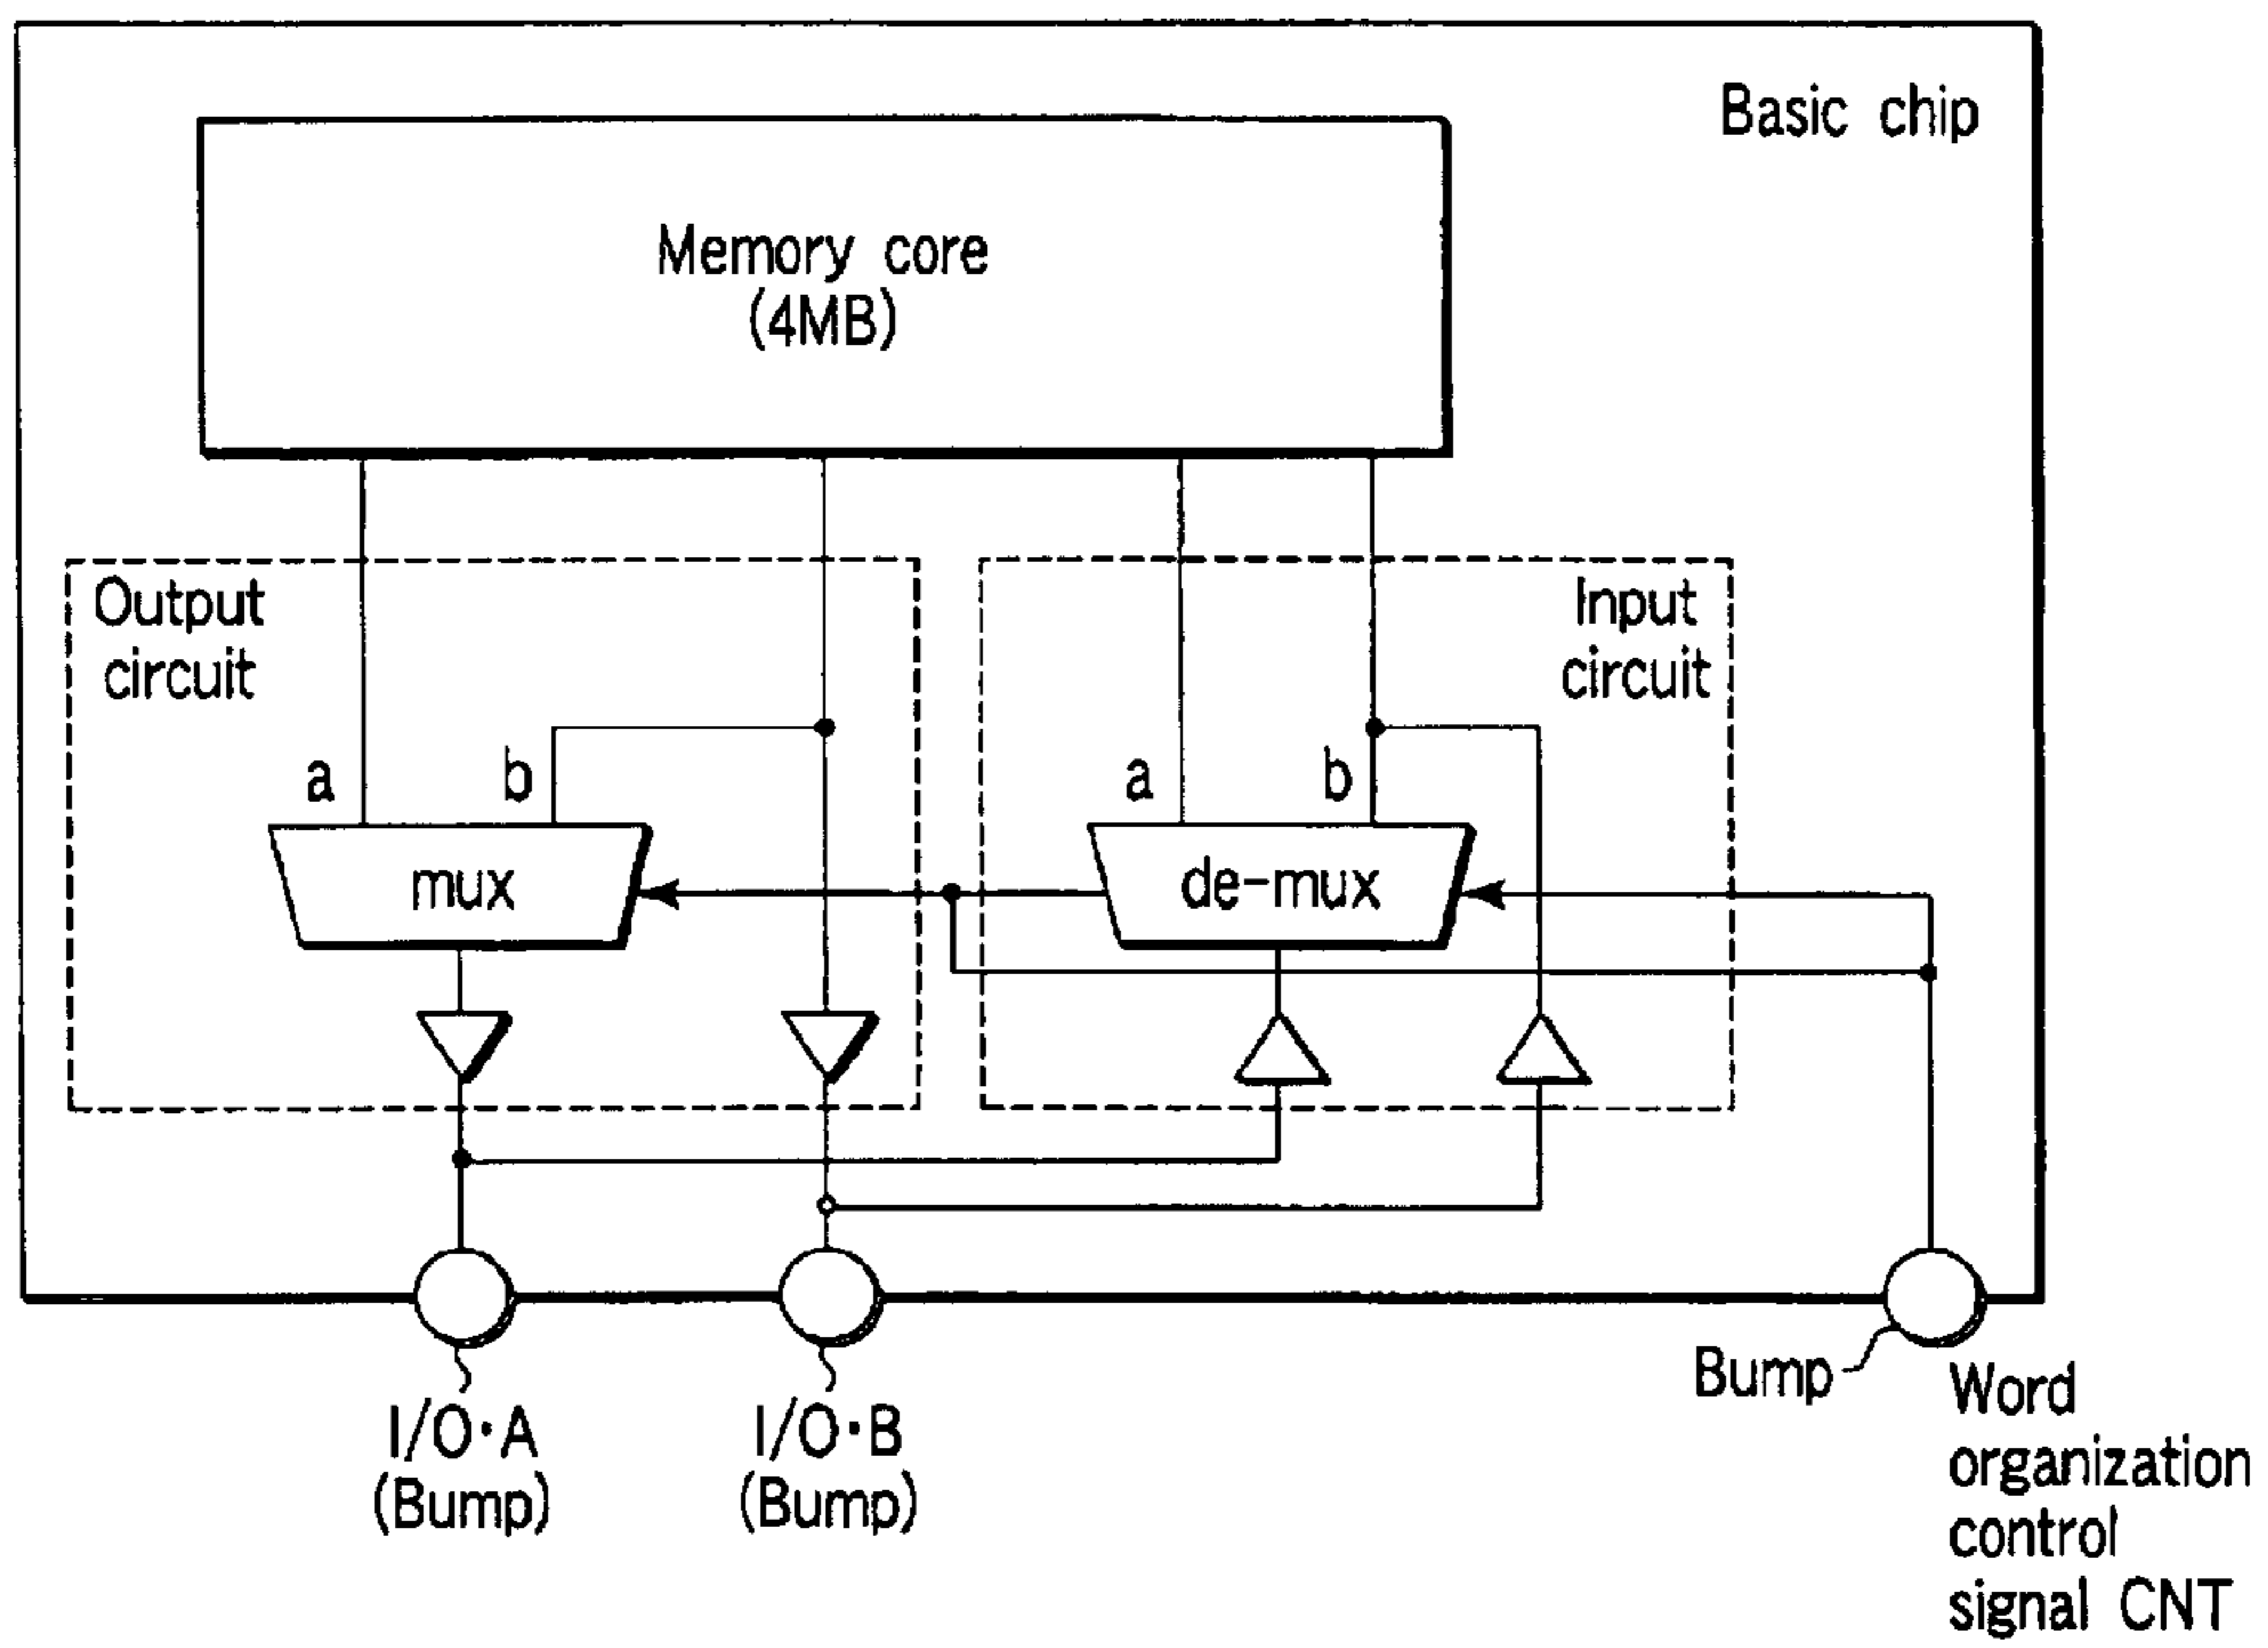 Basic chip
Memory core
(4MB)
Output
circuit
Input
circuit
a
b
a
b
mux
de-mux
I/O·A
(Bump)
I/O·B
(Bump)
Bump
Word
organization
control
signal CNT